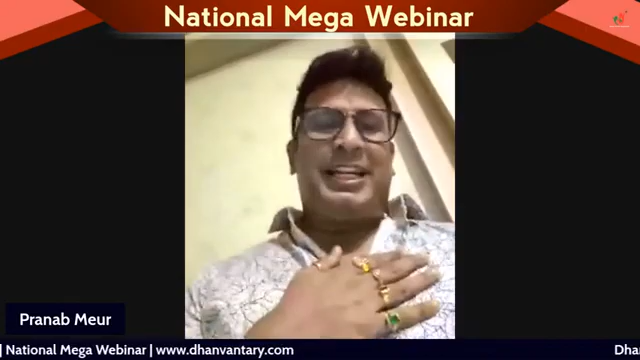 National Mega Webinar
Pranab Meur
| National Mega Webinar | www.dhanvantary.com
Dha